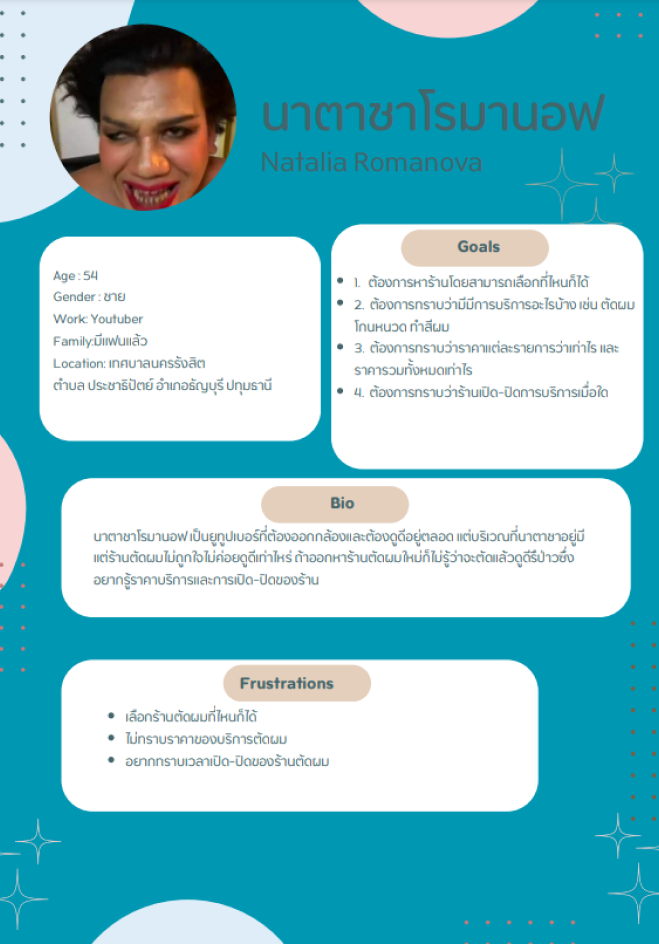 นาตาชาโรมานอฟ
Natalia Romanova
Age : 54
Gender : ชาย
Work: Youtuber
Family:มีแฟนแล้ว
Location: เทศบาลนครรังสิต
ตำบล ประชาธิปัตย์ อำเภอธัญบุรี ปทุมธานี
Goals
1. ต้องการหาร้านโดยสามารถเลือกที่ไหนก็ได้
2. ต้องการทราบว่ามีมีการบริการอะไรบ้าง เช่น ตัดผม
โกนหนวด ทำสีผม
3. ต้องการทราบว่าราคาแต่ละรายการว่าเท่าไร และ
ราคารวมทั้งหมดเท่าไร
4. ต้องการทราบว่าร้านเปิด-ปิดการบริการเมื่อใด
Bio
นาตาชาโรมานอฟ เป็นยูทูปเบอร์ที่ต้องออกกล้องและต้องดูดีอยู่ตลอด แต่บริเวณที่นาตาชาอยู่มี
แต่ร้านตัดผมไม่ถูกใจไม่ค่อยดูดีเท่าไหร่ ถ้าออกหาร้านตัดผมใหม่ก็ไม่รู้ว่าจะตัดแล้วดูดีรึป่าวซึ่ง
อยากรู้ราคาบริการและการเปิด-ปิดของร้าน
Frustrations
เลือกร้านตัดผมที่ไหนก็ได้
ไม่ทราบราคาของบริการตัดผม
อยากทราบเวลาเปิด-ปิดของร้านตัดผม